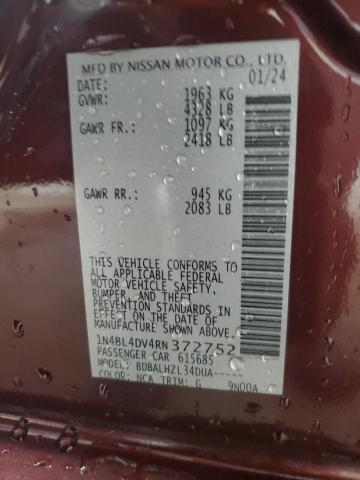 MFD BY NISSAN MOTOR CO., LTD.
DATE: 01/24
GVWR: 1963 KG
4328 LB
GAWR FR.: 1097 KG
2418 LB
GAWR RR.: 945 KG
2083 LB
THIS VEHICLE CONFORMS TO
ALL APPLICABLE FEDERAL
MOTOR VEHICLE SAFETY,
BUMPER, AND THEFT
PREVENTION STANDARDS IN
EFFECT ON THE DATE OF
MANUFACTURE SHOWN ABOVE.
1N4BL4DV4RN372752
PASSENGER CAR 615685
MODEL: BDBALHZL34DUA-----
COLOR: NCA TRIM: G 9N00A